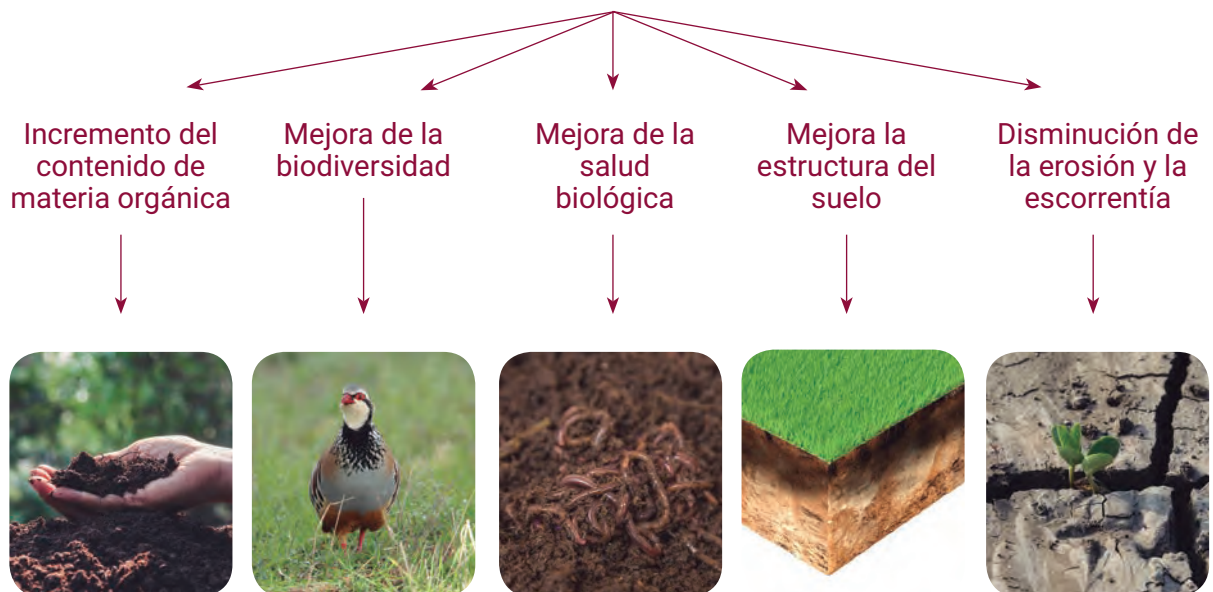 Incremento del
contenido de
materia orgánica
Mejora de la
biodiversidad
Mejora de la
salud
biológica
Mejora la
estructura del
suelo
Disminución de
la erosión y la
escorrentía